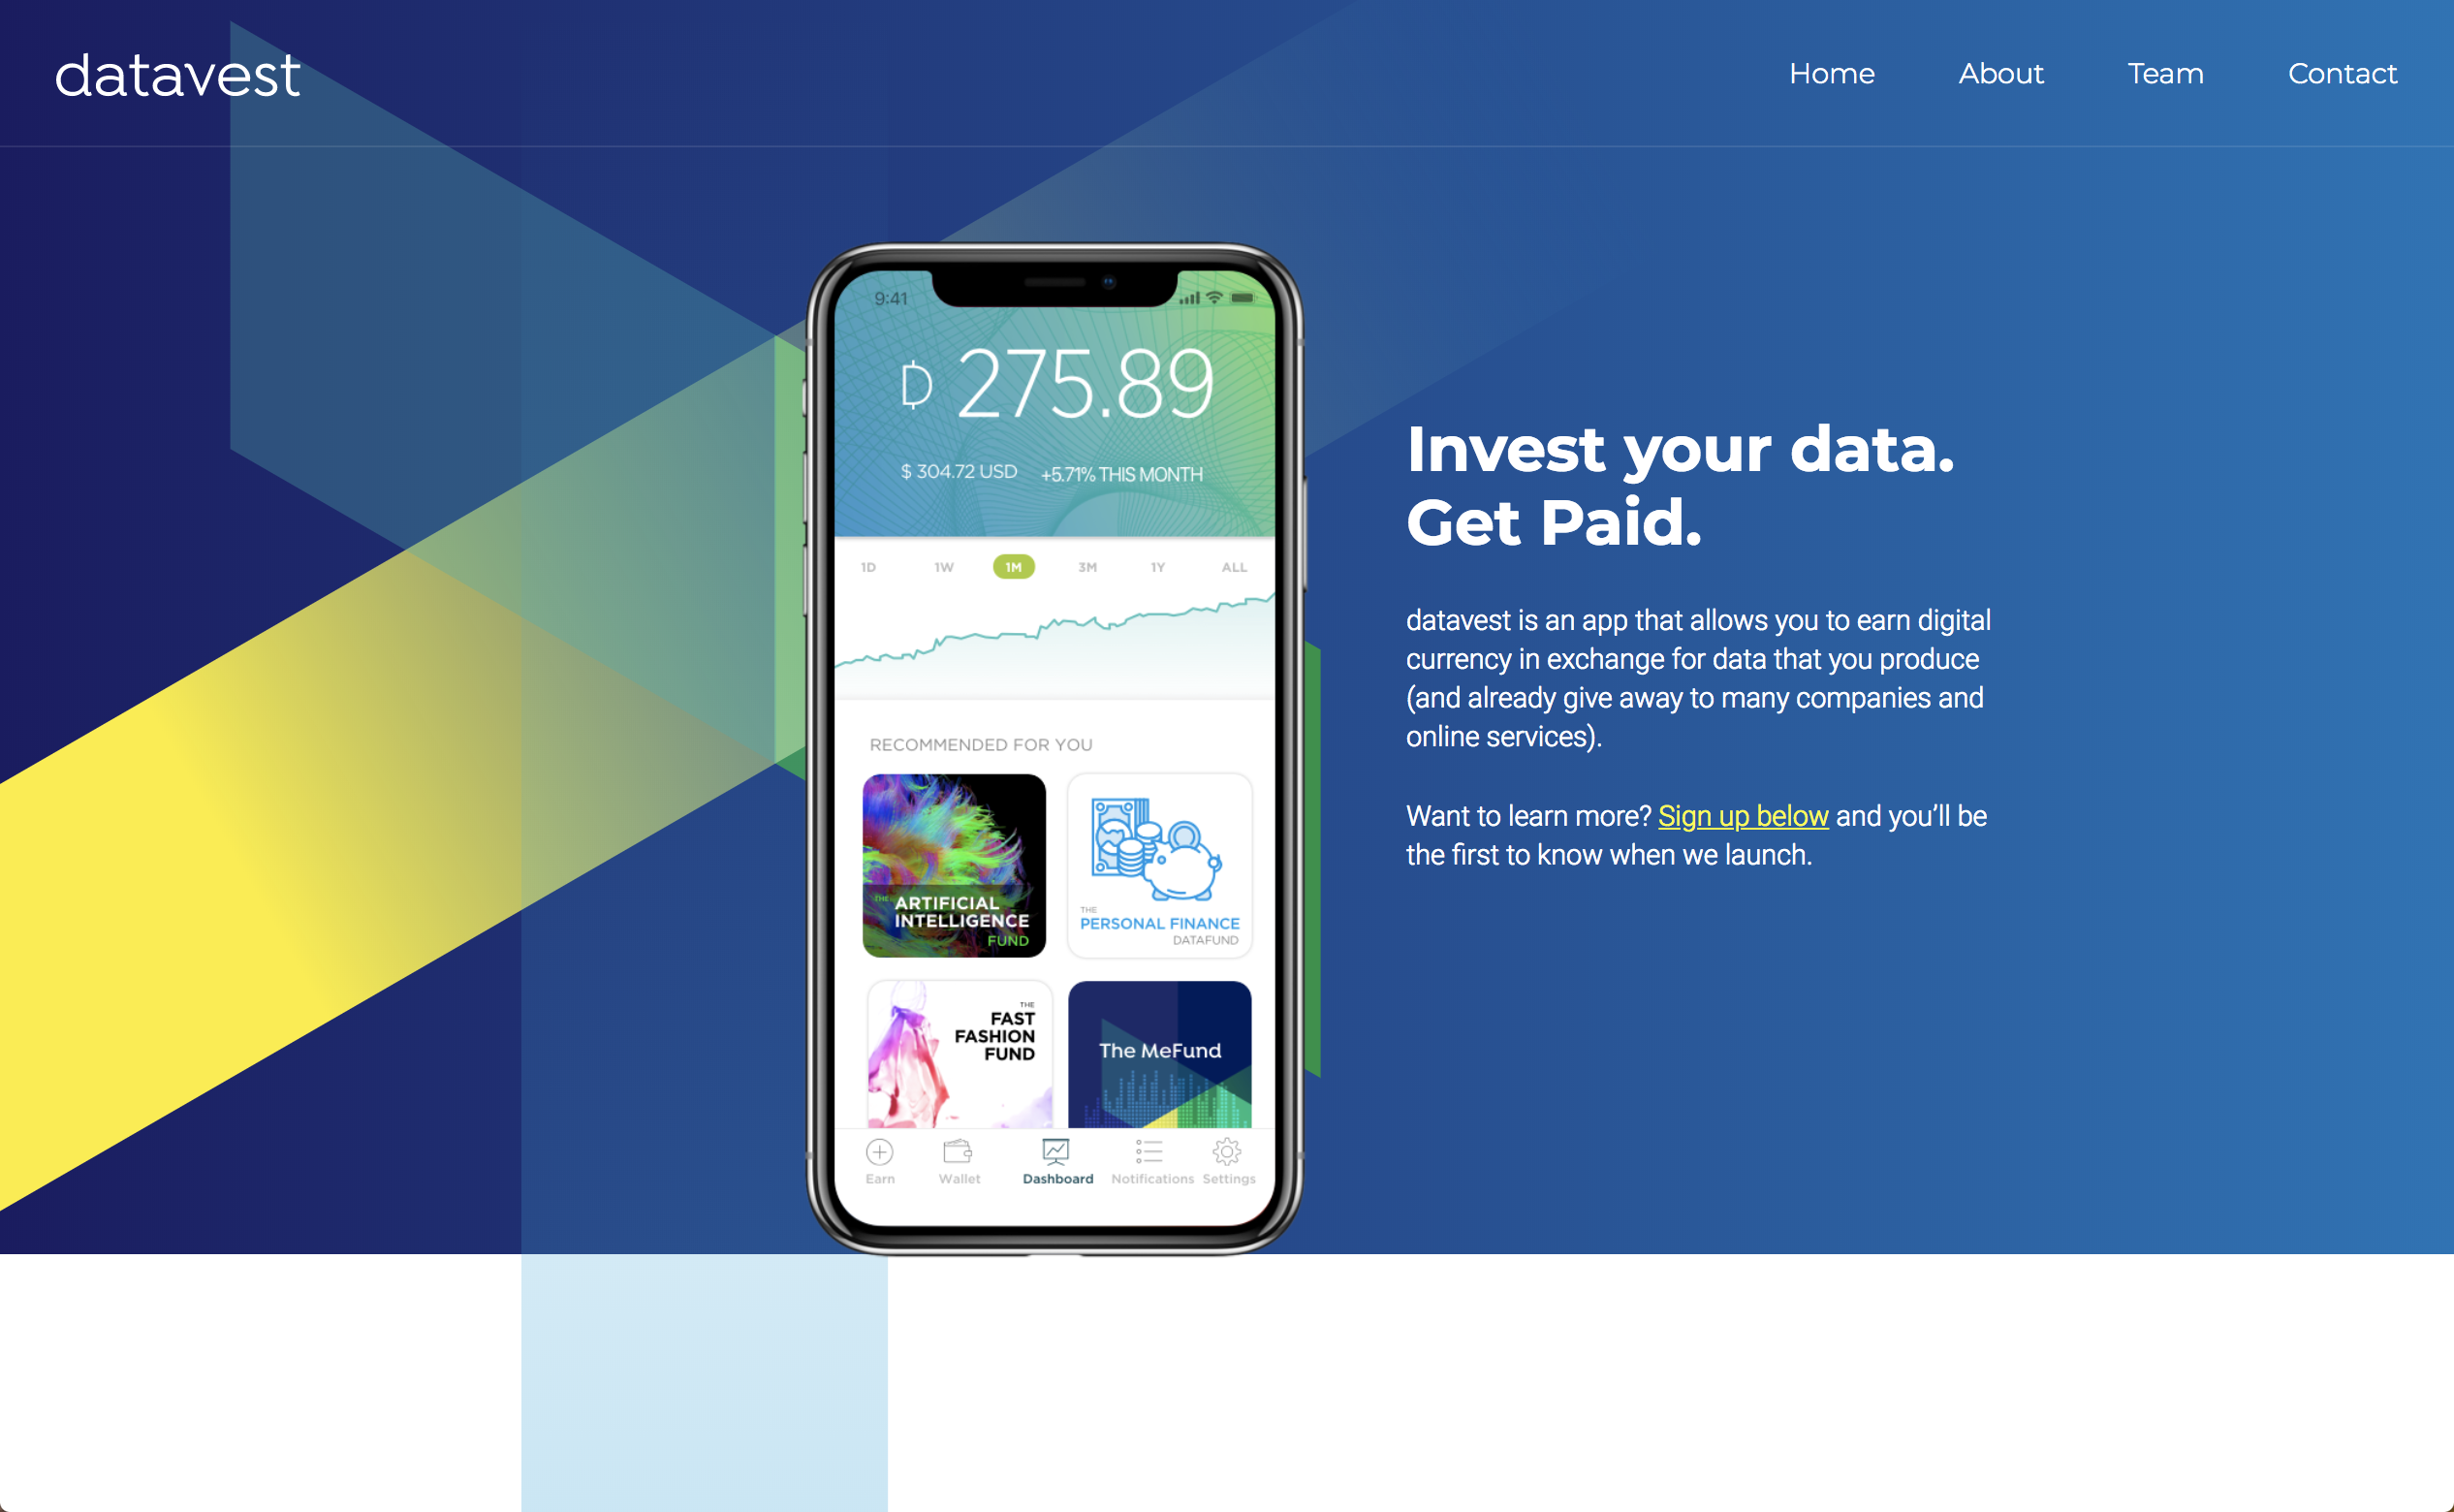 datavest
Home
About
Team
Contact
9:41
275.89
$ 304.72 USD
+5.71% THIS MONTH
1D
1W
1M
3M
1Y
ALL
RECOMMENDED FOR YOU
THE ARTIFICIAL
INTELLIGENCE
FUND
THE
PERSONAL FINANCE
DATAFUND
THE
FAST
FASHION
FUND
The MeFund
Earn
Wallet
Dashboard
Notifications
Settings
Invest your data.
Get Paid.
datavest is an app that allows you to earn digital
currency in exchange for data that you produce
(and already give away to many companies and
online services).
Want to learn more? Sign up below and you’ll be
the first to know when we launch.